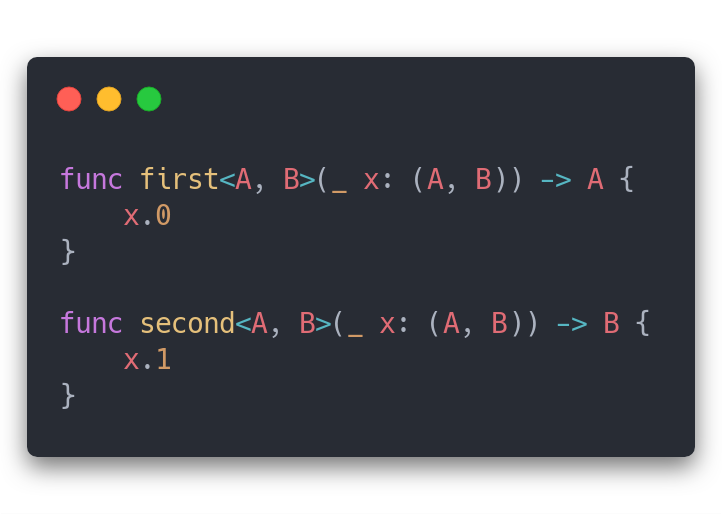 func first<A, B>(_ x: (A, B)) -> A {
    x.0
}

func second<A, B>(_ x: (A, B)) -> B {
    x.1
}